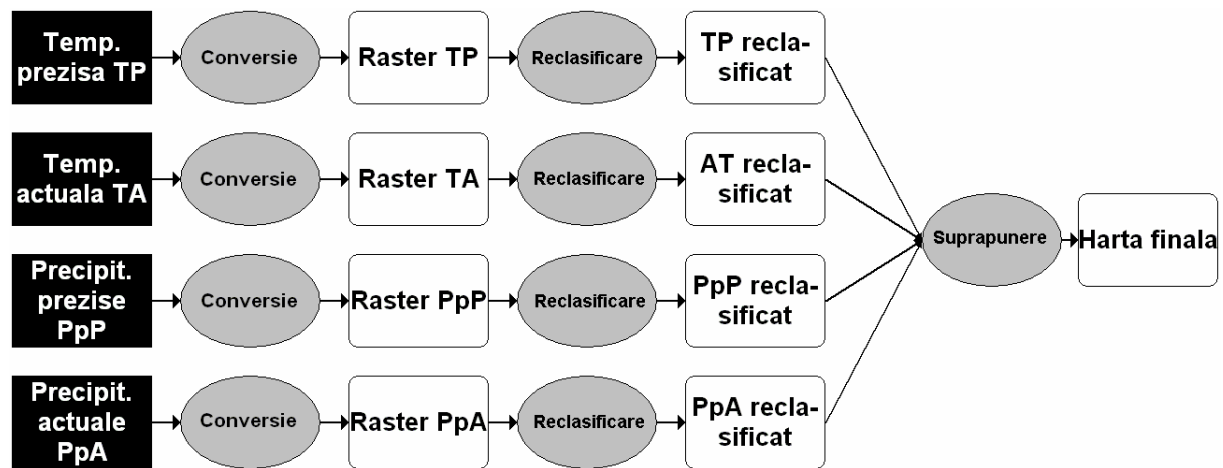 Temp.
prezisa TP
Conversie
Raster TP
Reclasificare
TP recla-
sificat
Temp.
actuala TA
Conversie
Raster TA
Reclasificare
AT recla-
sificat
Precipit.
prezise
PpP
Conversie
Raster PpP
Reclasificare
PpP recla-
sificat
Precipit.
actuale
PpA
Conversie
Raster PpA
Reclasificare
PpA recla-
sificat
Suprapunere
Harta finala